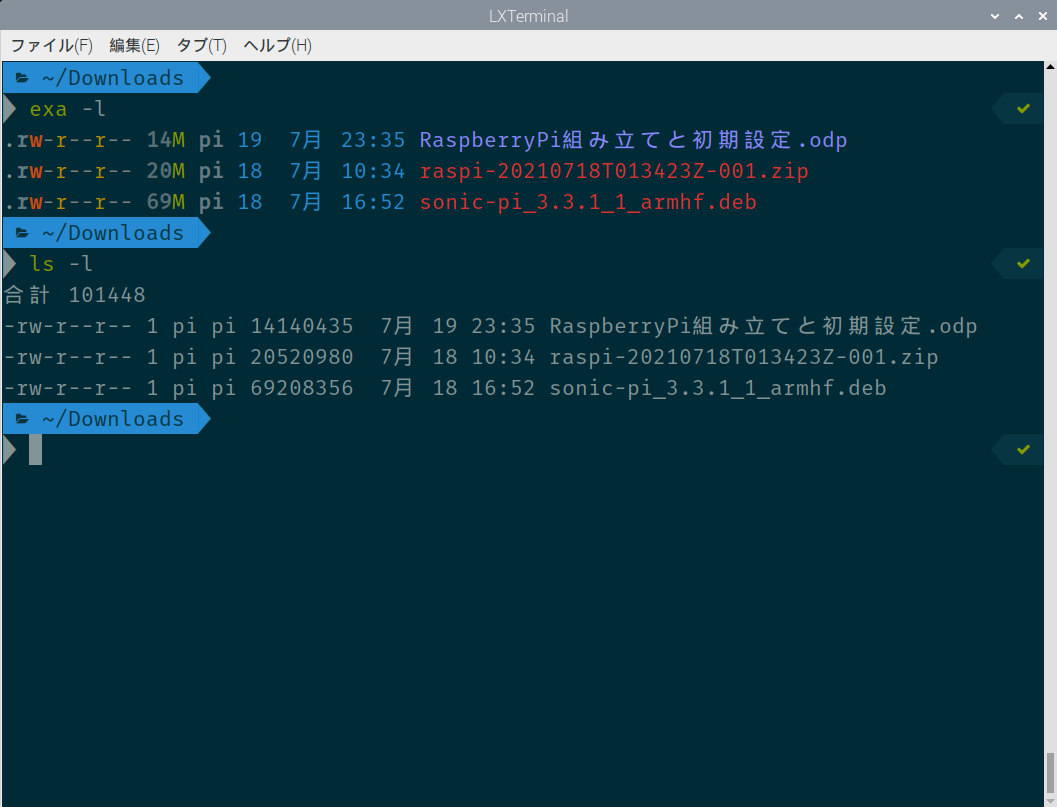 LXTerminal
ファイル(F) 編集(E) タブ(T) ヘルプ(H)
~/Downloads
exa -l
.rw-r--r-- 14M pi 19  7月 23:35 RaspberryPi組み立てと初期設定.odp
.rw-r--r-- 20M pi 18  7月 10:34 raspi-20210718T013423Z-001.zip
.rw-r--r-- 69M pi 18  7月 16:52 sonic-pi_3.3.1_1_armhf.deb
~/Downloads
ls -l
合計 101448
-rw-r--r-- 1 pi pi 14140435  7月 19 23:35 RaspberryPi組み立てと初期設定.odp
-rw-r--r-- 1 pi pi 20520980  7月 18 10:34 raspi-20210718T013423Z-001.zip
-rw-r--r-- 1 pi pi 69208356  7月 18 16:52 sonic-pi_3.3.1_1_armhf.deb
~/Downloads